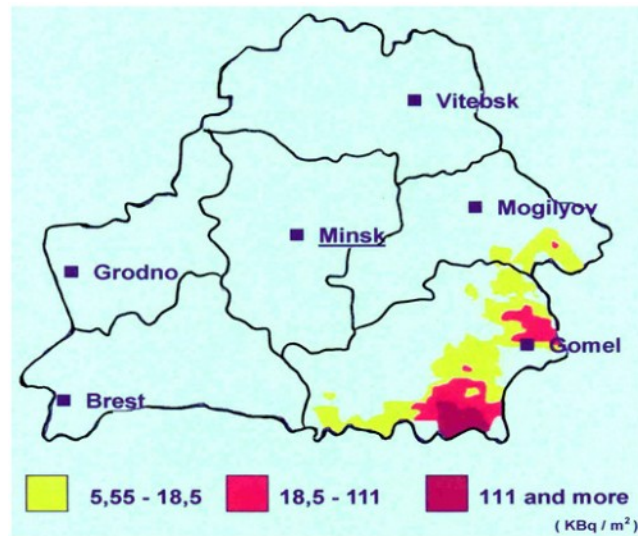 Vitebsk
Mogilyov
Minsk
Grodno
Gomel
Brest
5,55 - 18,5
18,5 - 111
111 and more
( KBq / m²)